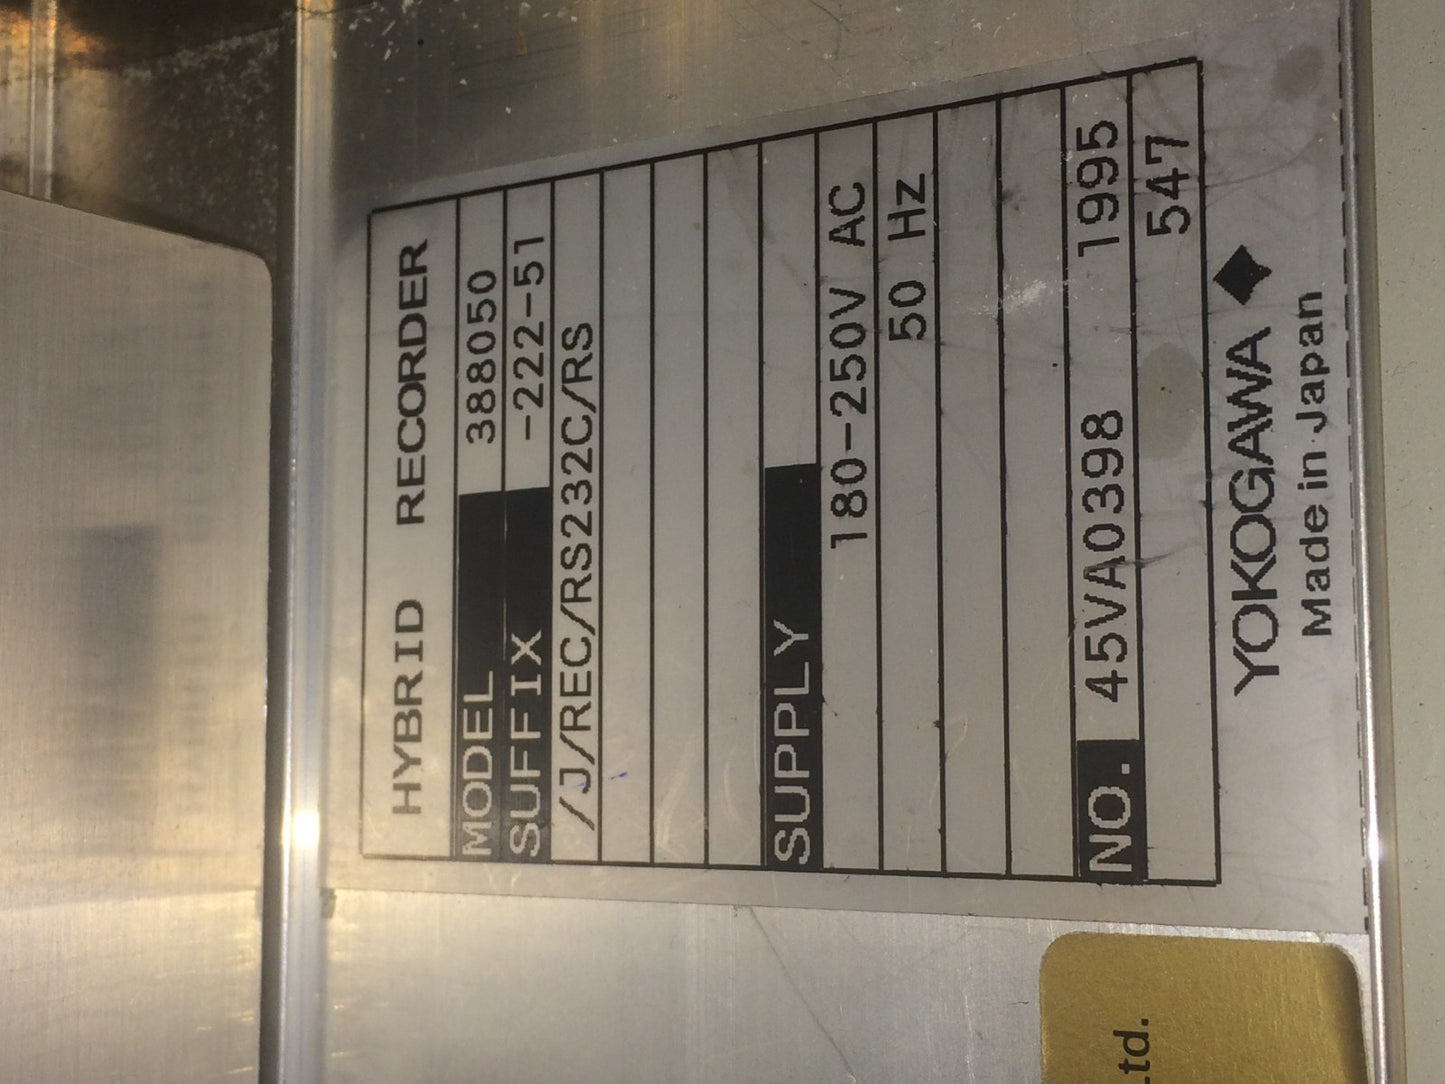 HYBRID RECORDER
MODEL 388050
SUFFIX -222-51
/J/REC/RS232C/RS
SUPPLY
180-250V AC
50 Hz
NO. 45VA0398 1995
547
YOKOGAWA
Made in Japan
td.